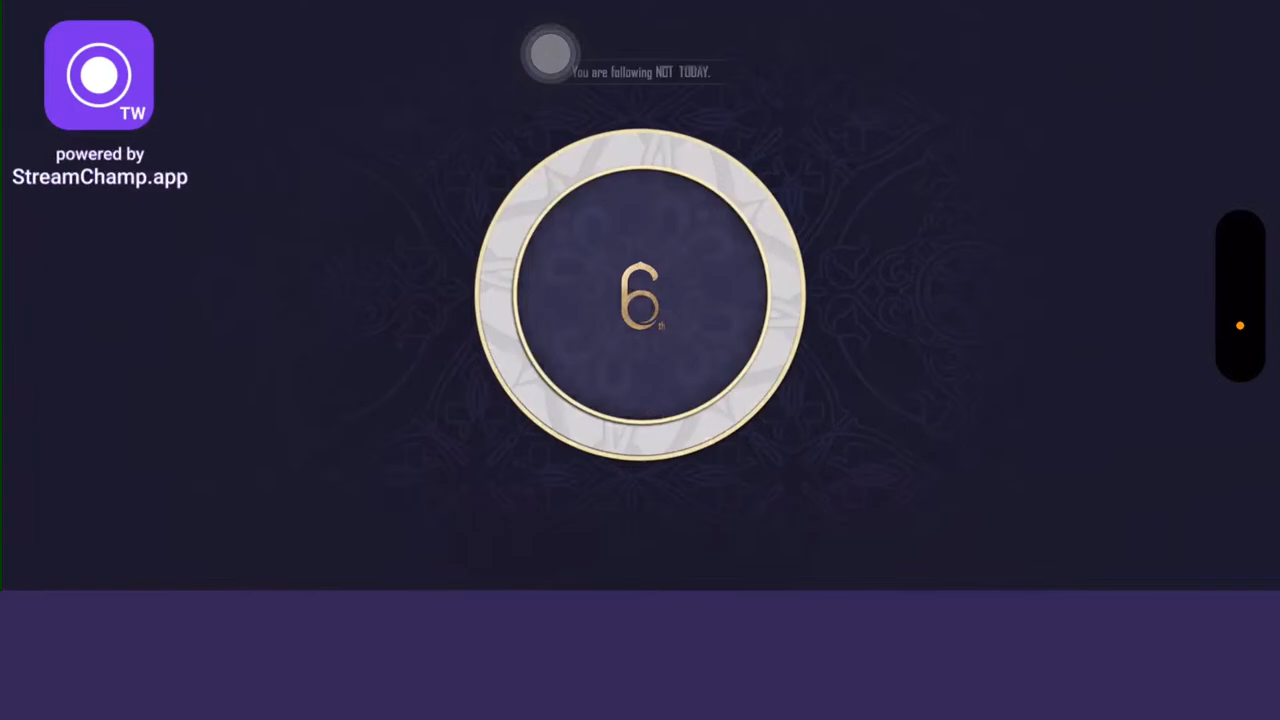 You are following NOT TODAY.
TW
powered by
StreamChamp.app
6th